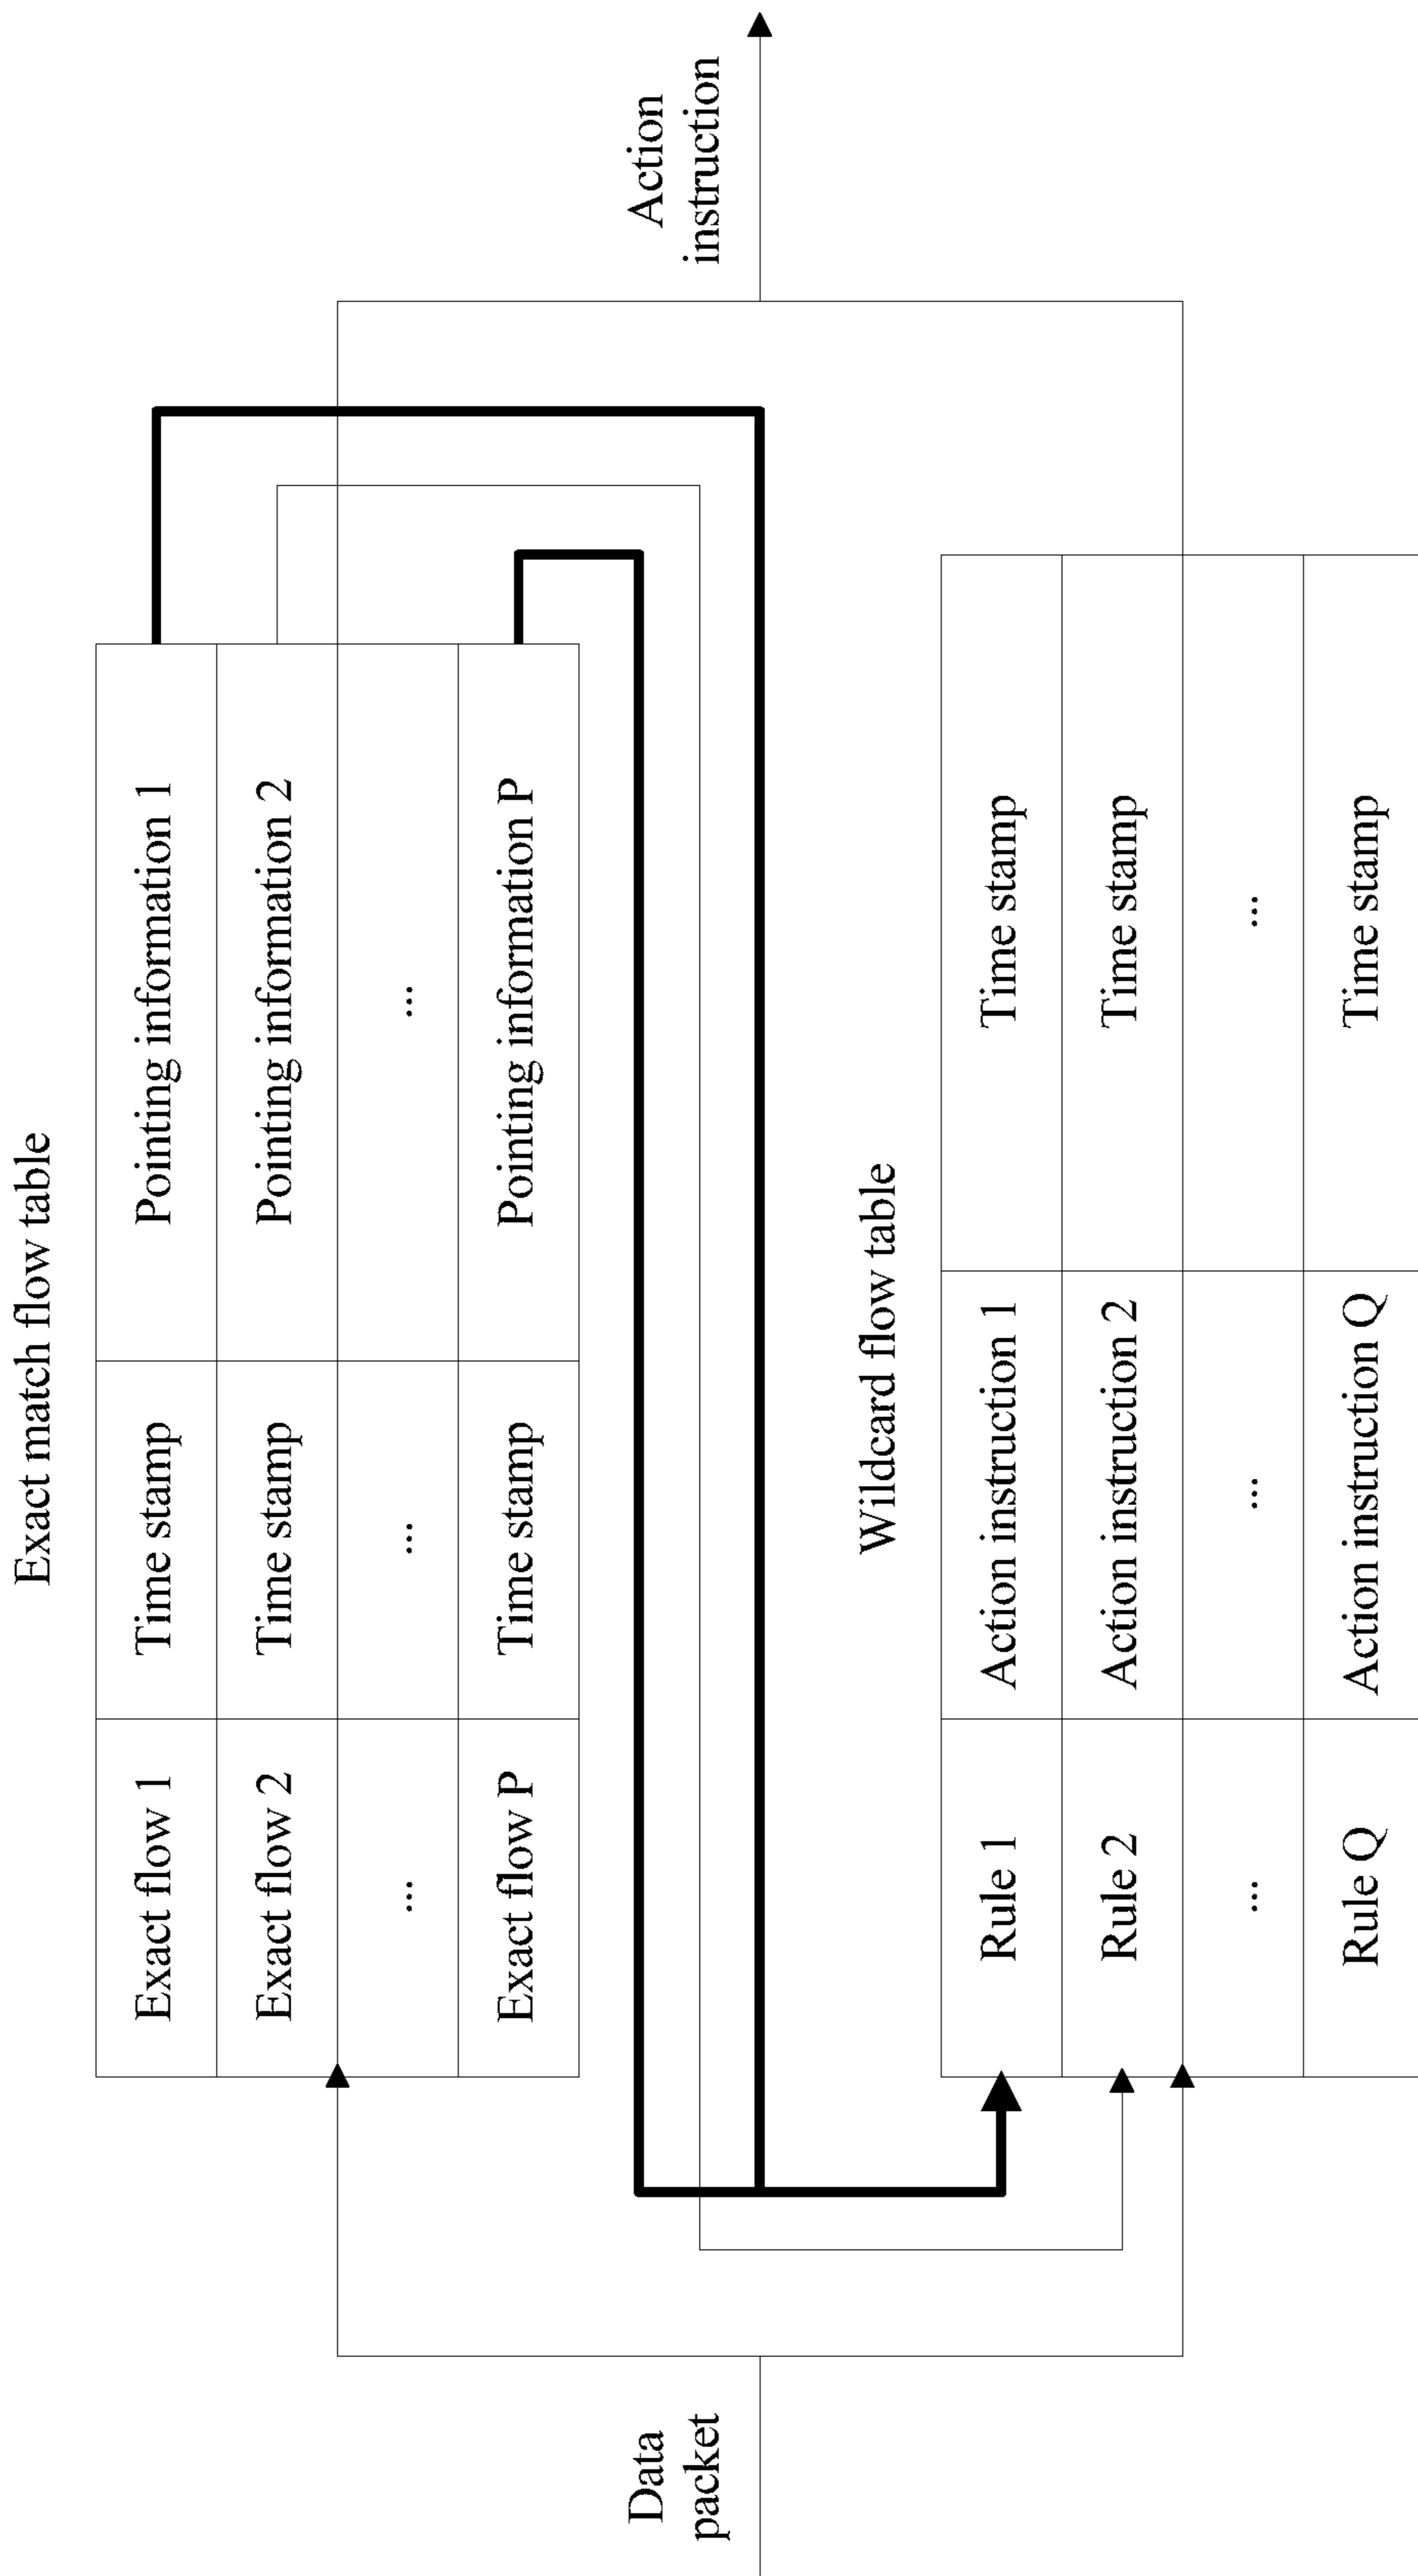 Exact match flow table
Exact flow 1 Time stamp Pointing information 1
Exact flow 2 Time stamp Pointing information 2
... ... ...
Exact flow P Time stamp Pointing information P
Data
packet
Action
instruction
Wildcard flow table
Rule 1 Action instruction 1 Time stamp
Rule 2 Action instruction 2 Time stamp
... ... ...
Rule Q Action instruction Q Time stamp